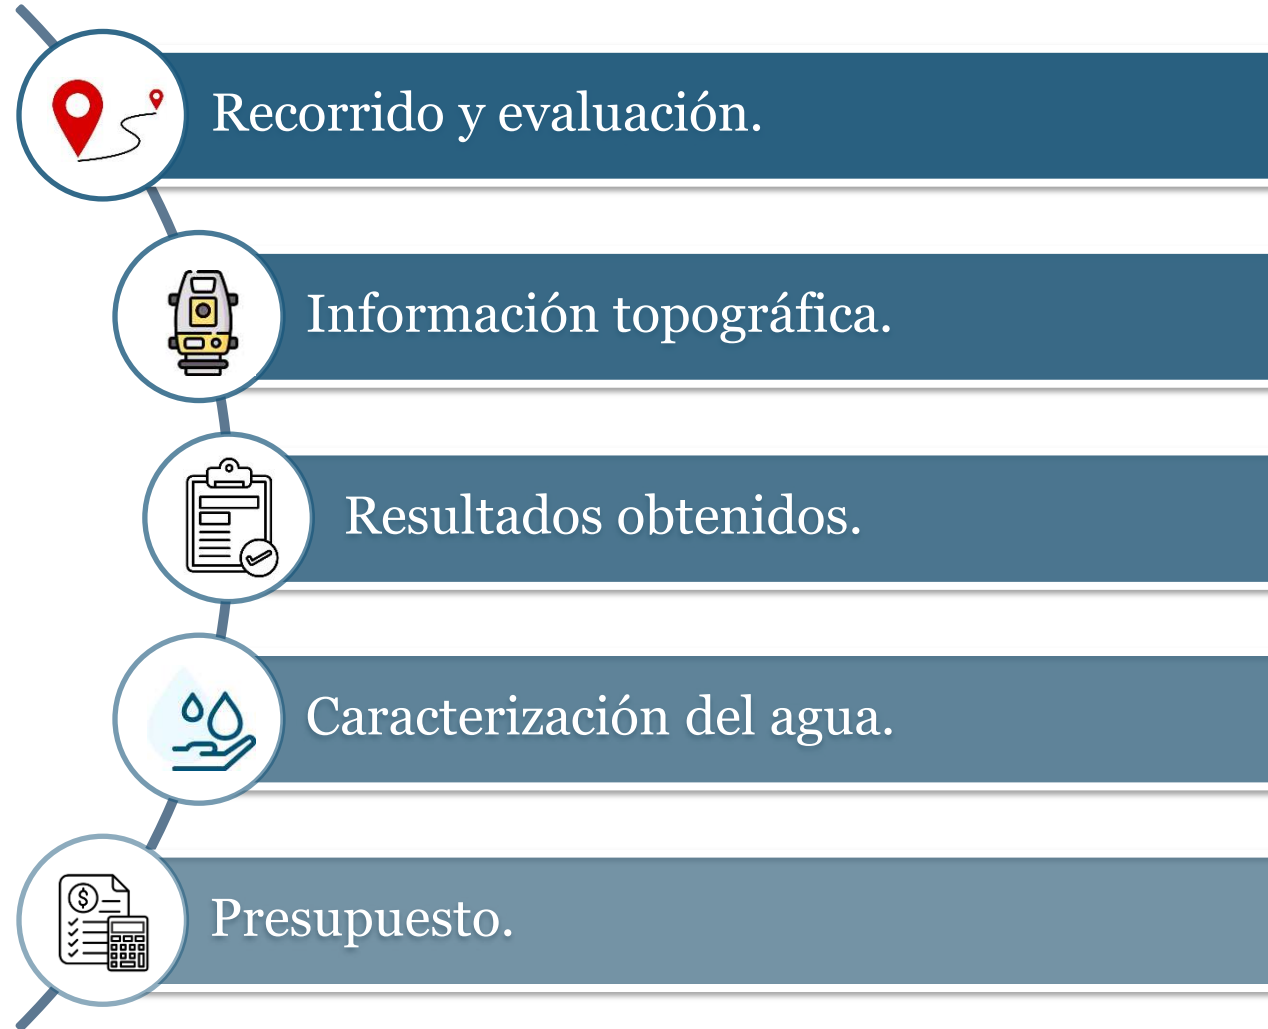 Recorrido y evaluación.
Información topográfica.
Resultados obtenidos.
Caracterización del agua.
$
Presupuesto.